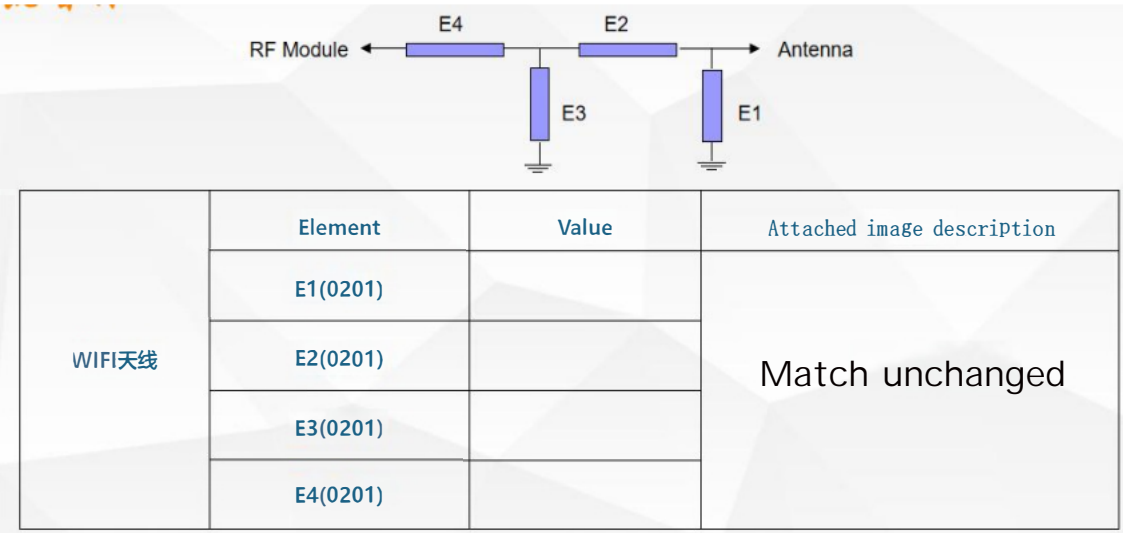 E4
E2
RF Module
Antenna
E3
E1
Element
Value
Attached image description
E1(0201)
WIFI天线
E2(0201)
Match unchanged
E3(0201)
E4(0201)